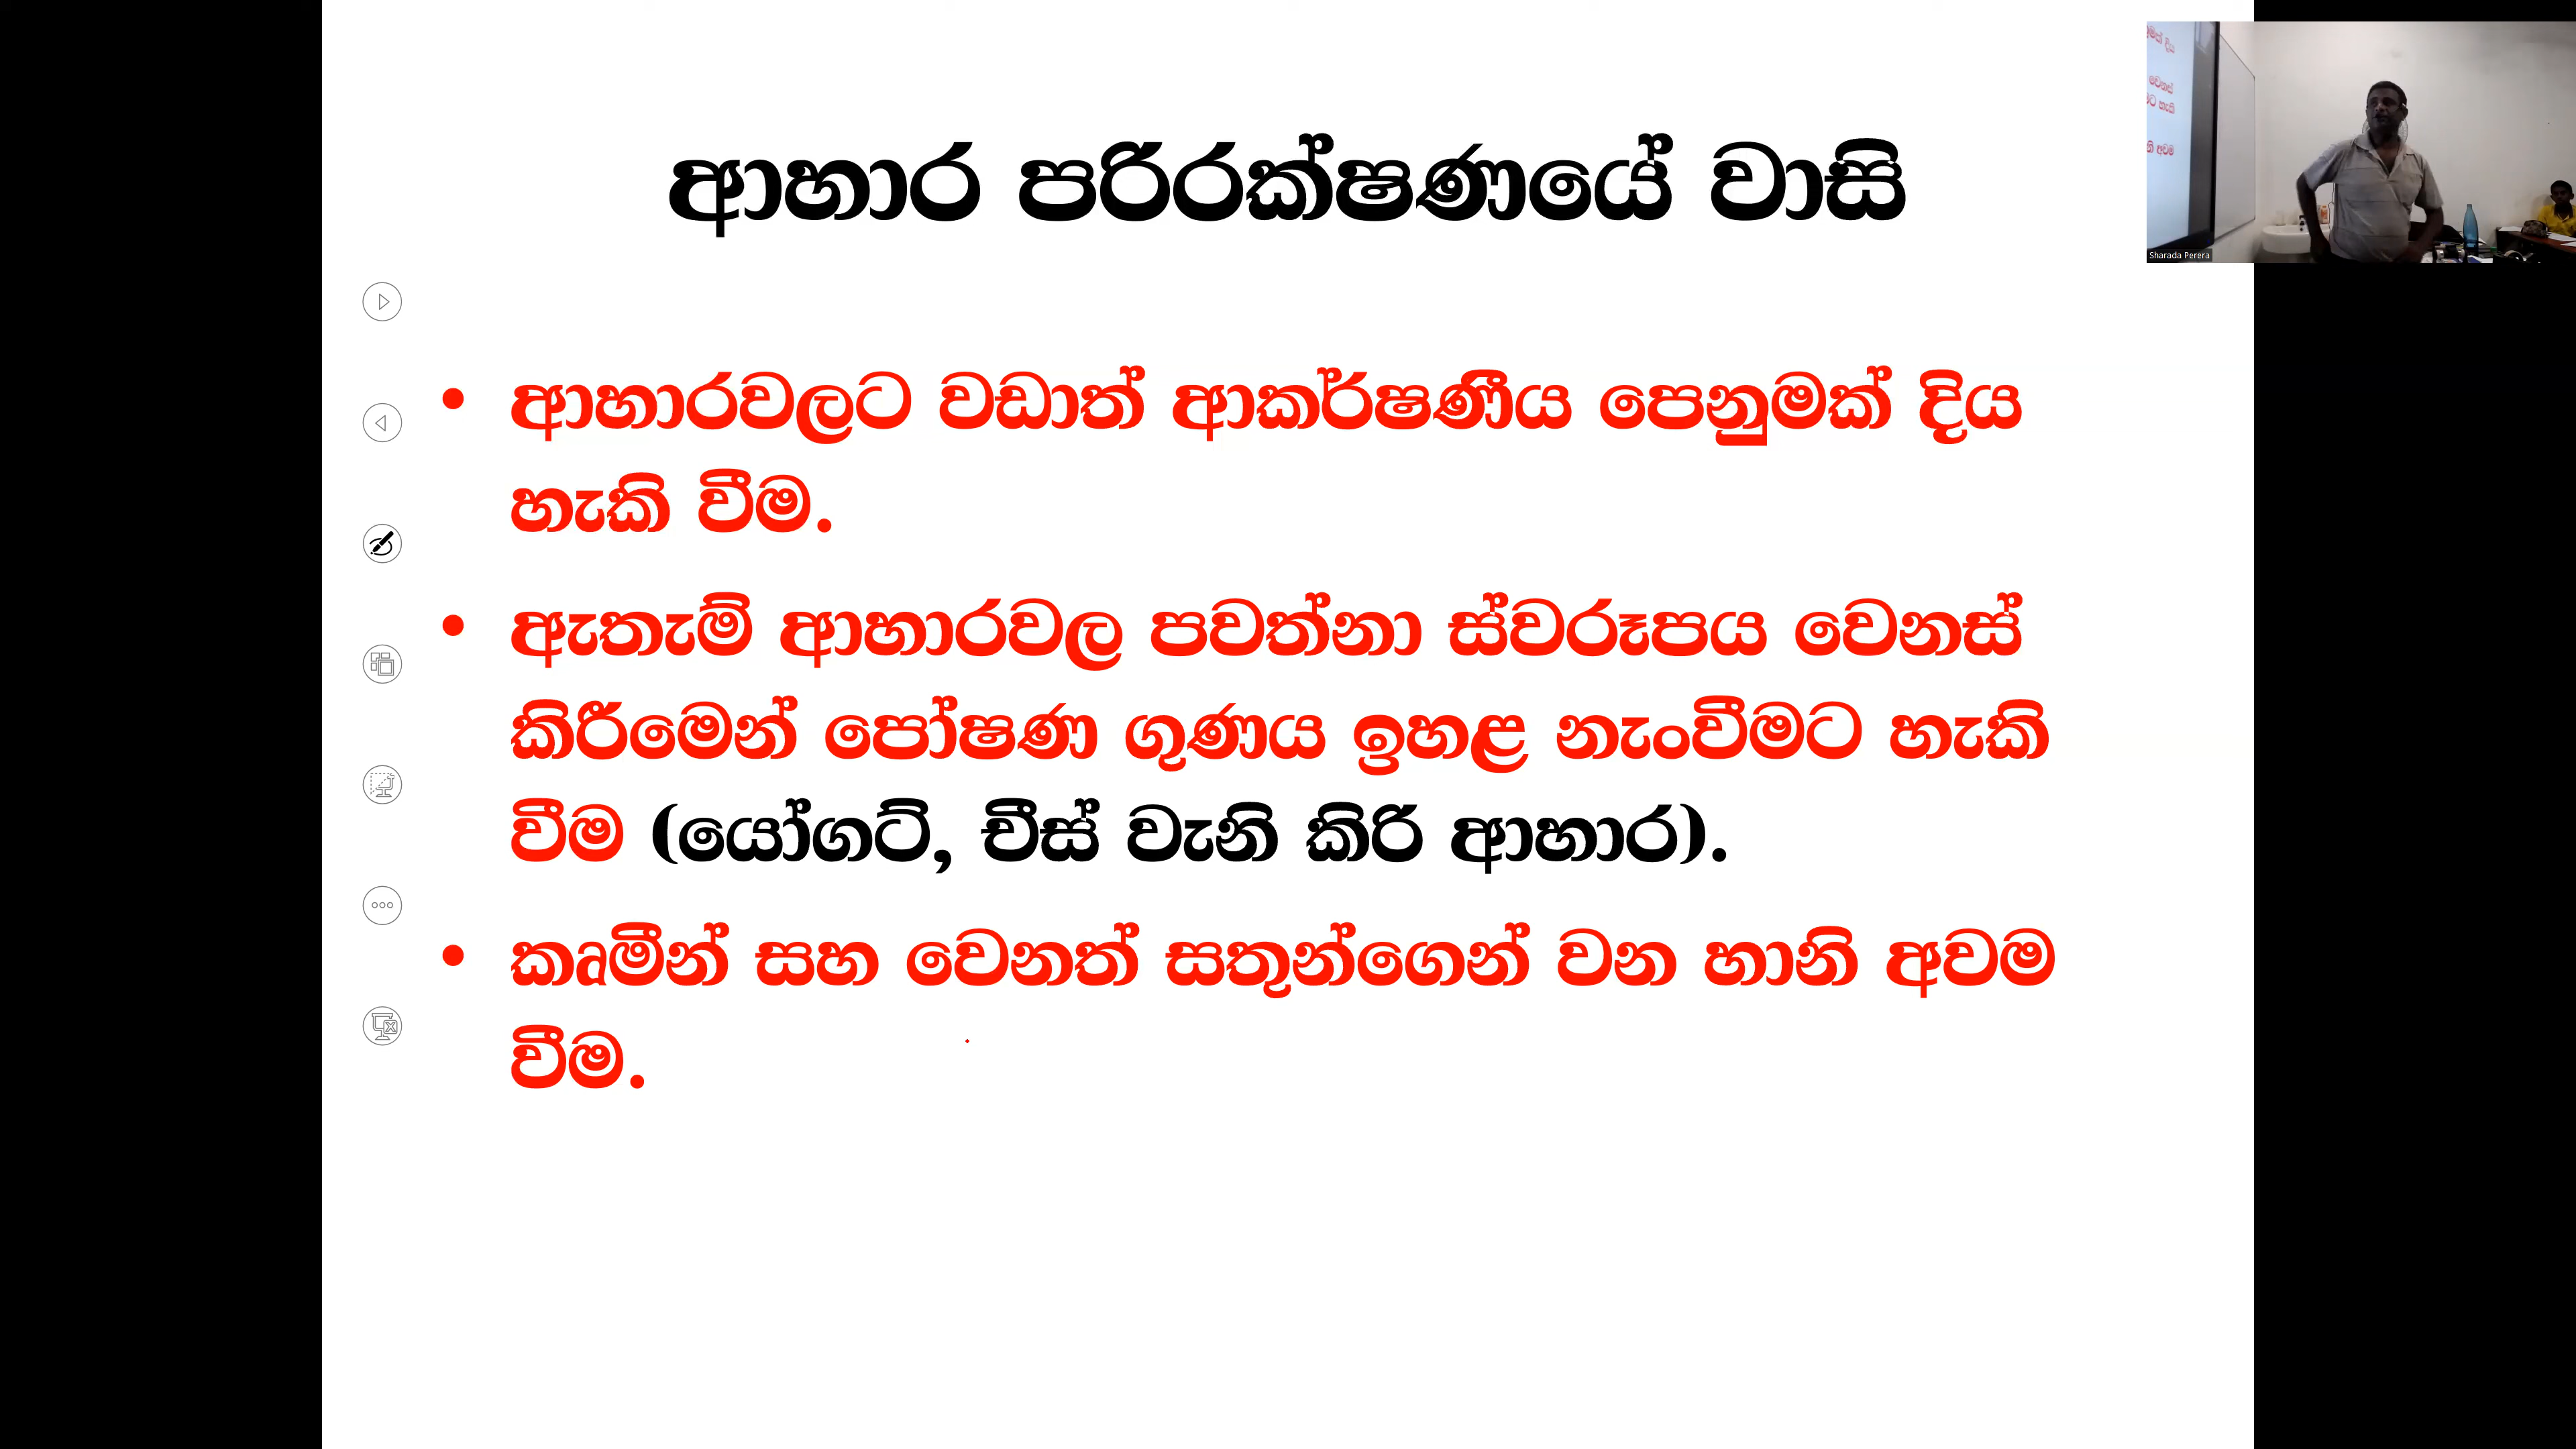 ආහාර පරිරක්ෂණයේ වාසි
• ආහාරවලට වඩාත් ආකර්ෂණීය පෙනුමක් දිය
හැකි වීම.
• ඇතැම් ආහාරවල පවත්නා ස්වරූපය වෙනස්
කිරීමෙන් පෝෂණ ගුණය ඉහළ නැංවීමට හැකි
වීම (යෝගට්, චීස් වැනි කිරි ආහාර).
• කෘමීන් සහ වෙනත් සතුන්ගෙන් වන හානි අවම
වීම.
Sharada Perera